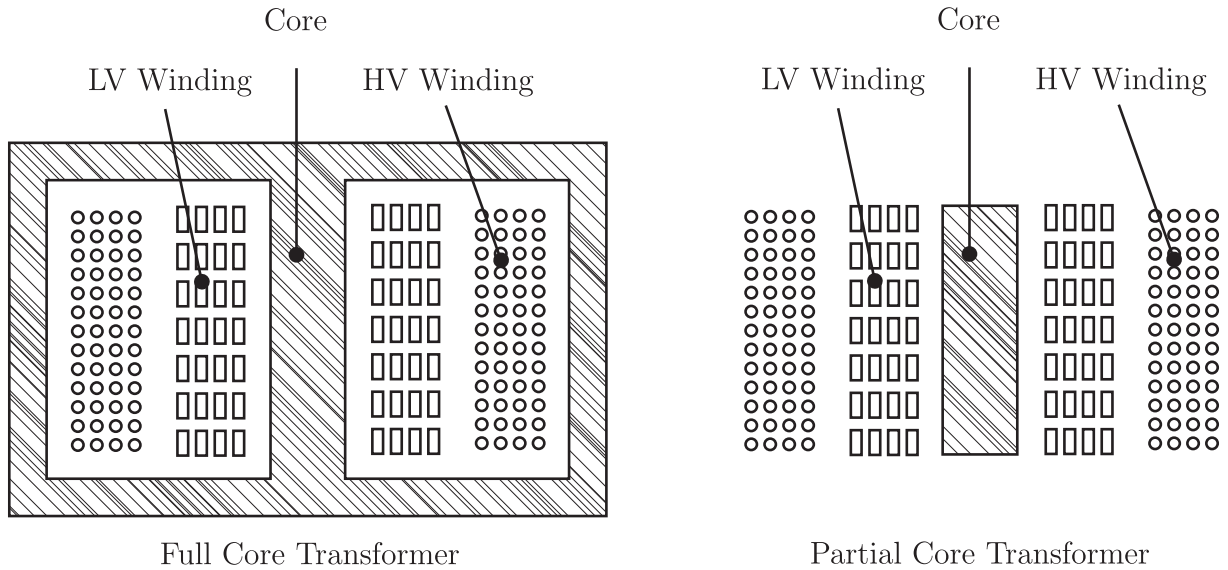 Core
LV Winding
HV Winding
Full Core Transformer
Core
LV Winding
HV Winding
Partial Core Transformer